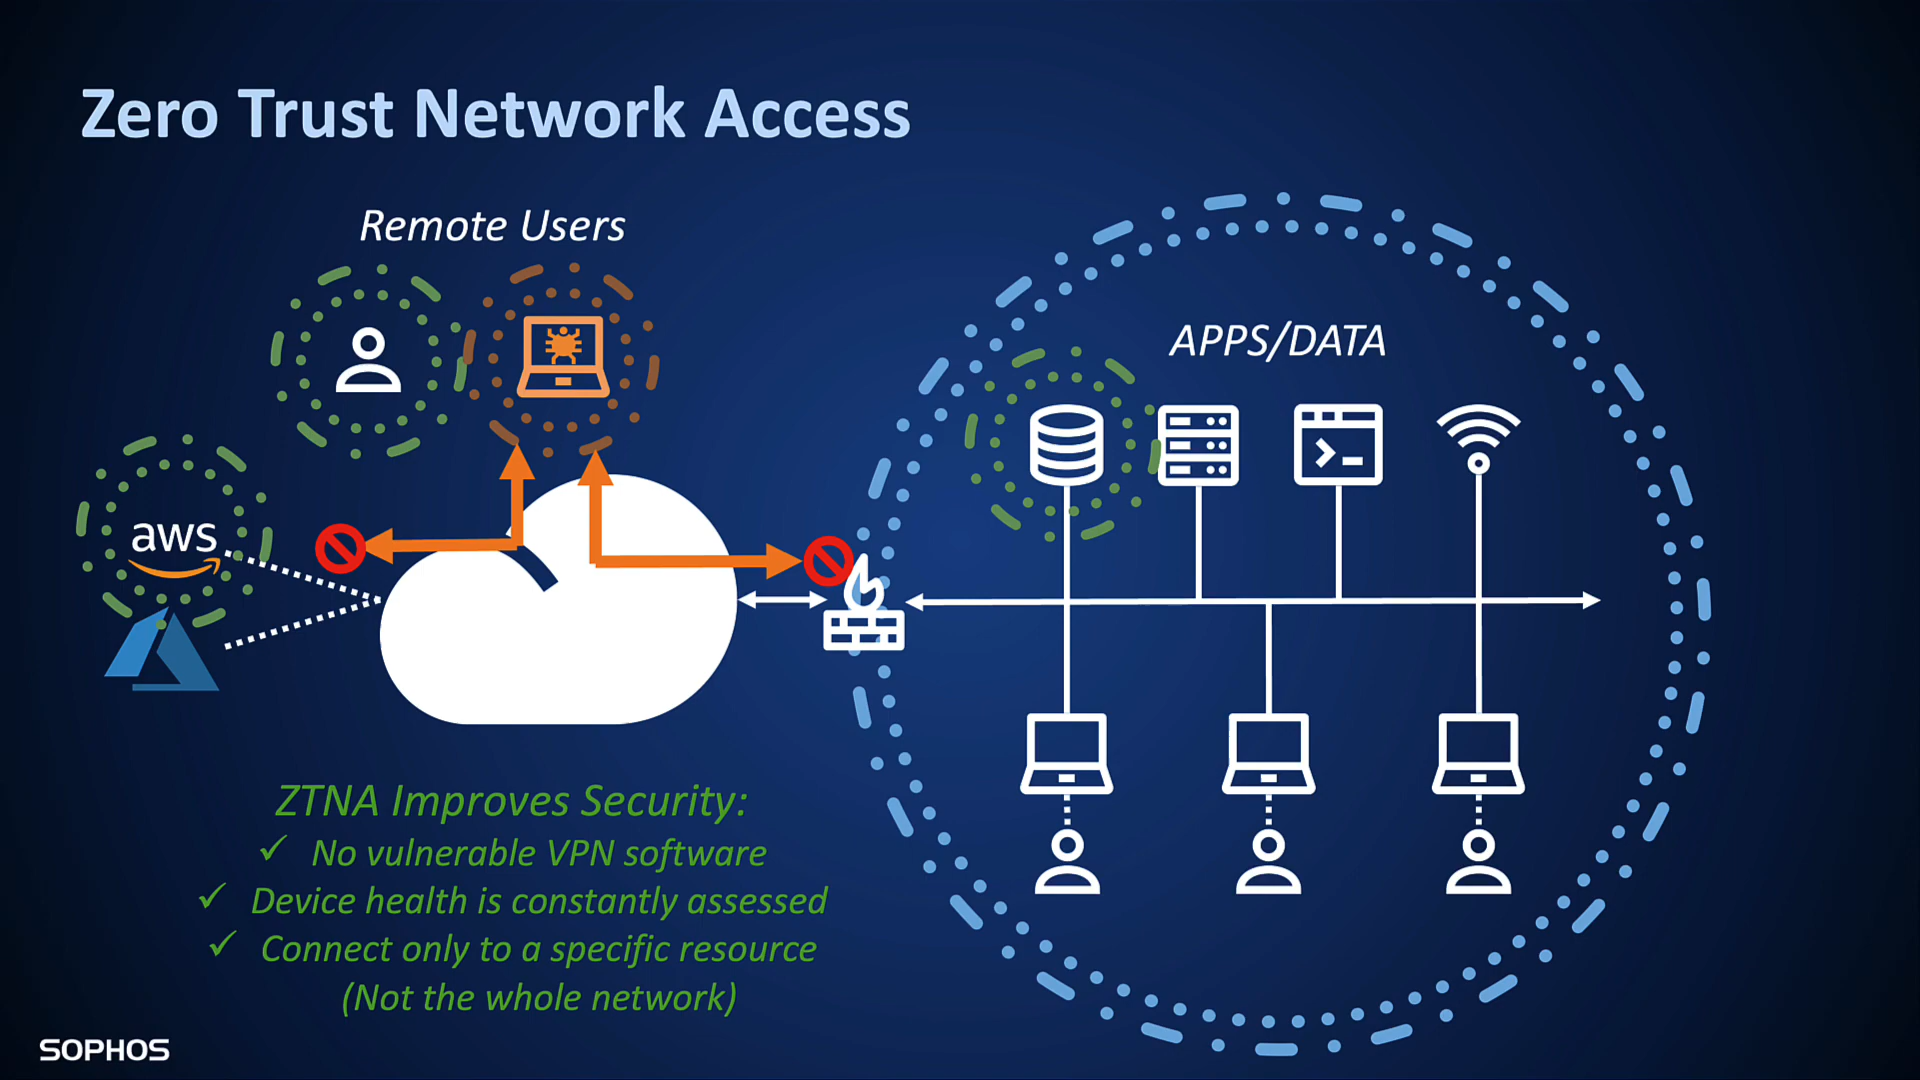 Zero Trust Network Access
Remote Users
APPS/DATA
aws
ZTNA Improves Security:
✓ No vulnerable VPN software
✓ Device health is constantly assessed
✓ Connect only to a specific resource
(Not the whole network)
SOPHOS